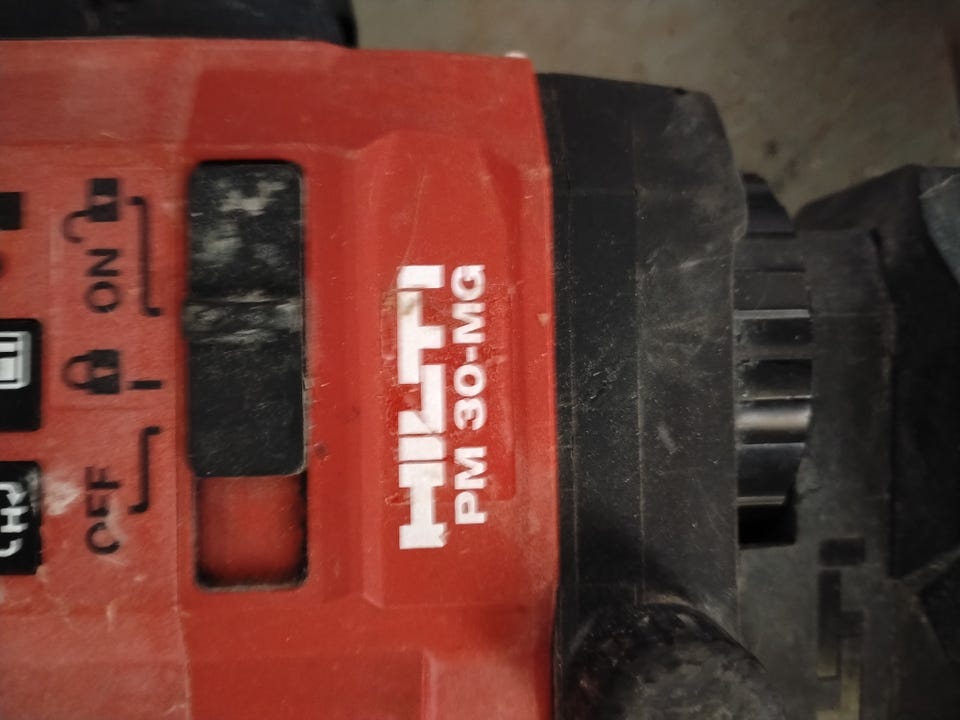 OFF
ON
HILTI
PM 30-MG